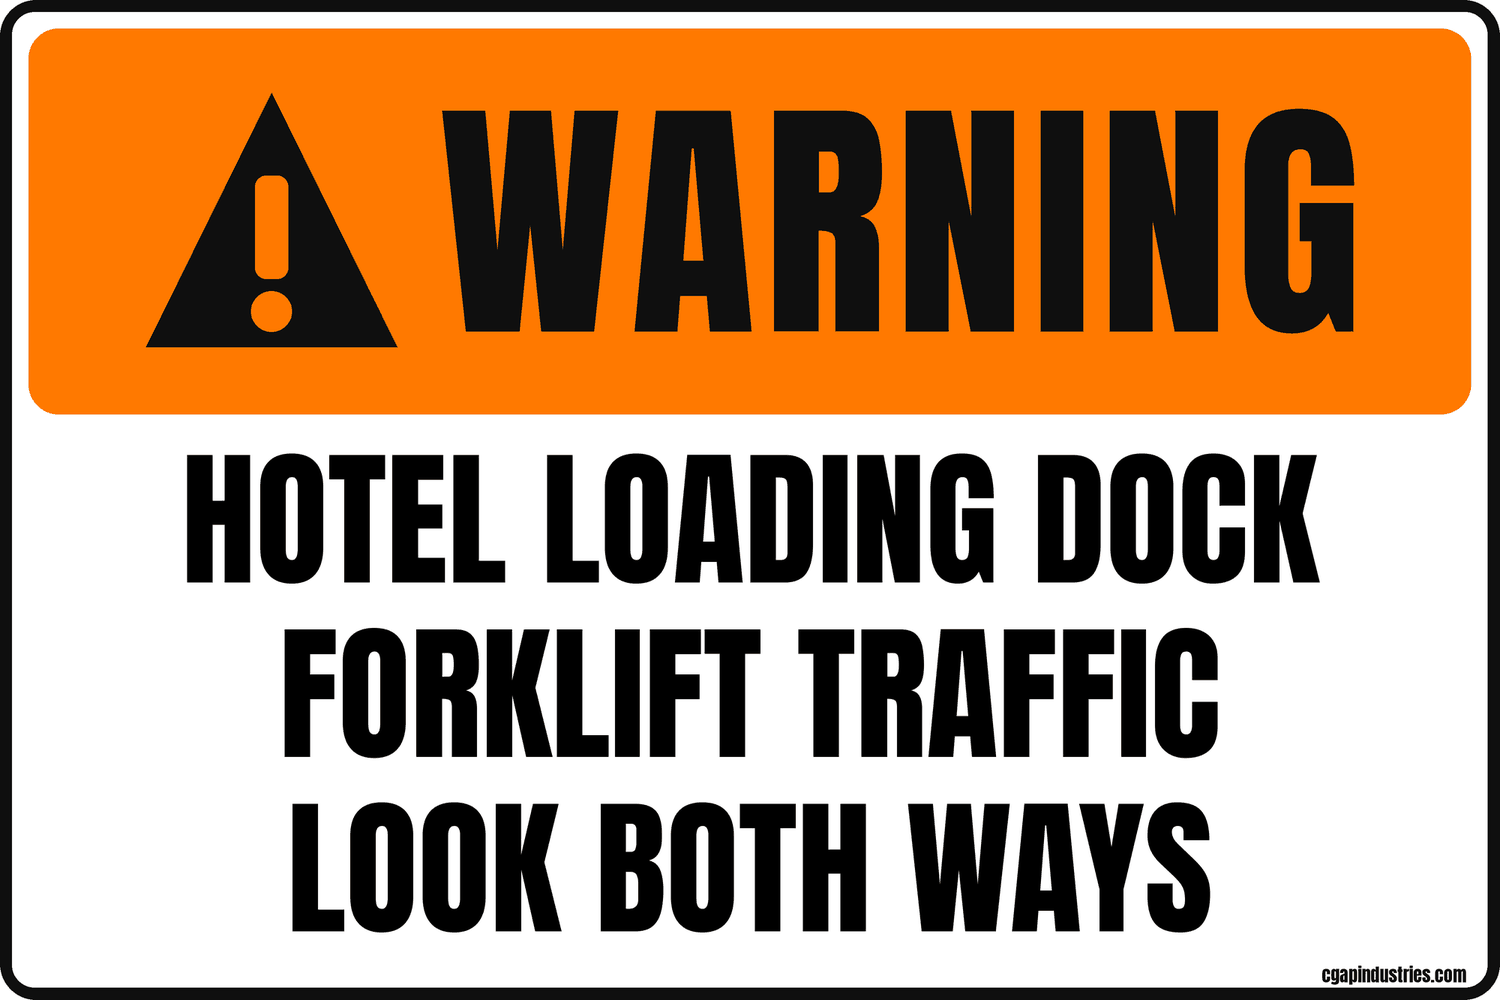 WARNING
HOTEL LOADING DOCK
FORKLIFT TRAFFIC
LOOK BOTH WAYS
cgapindustries.com